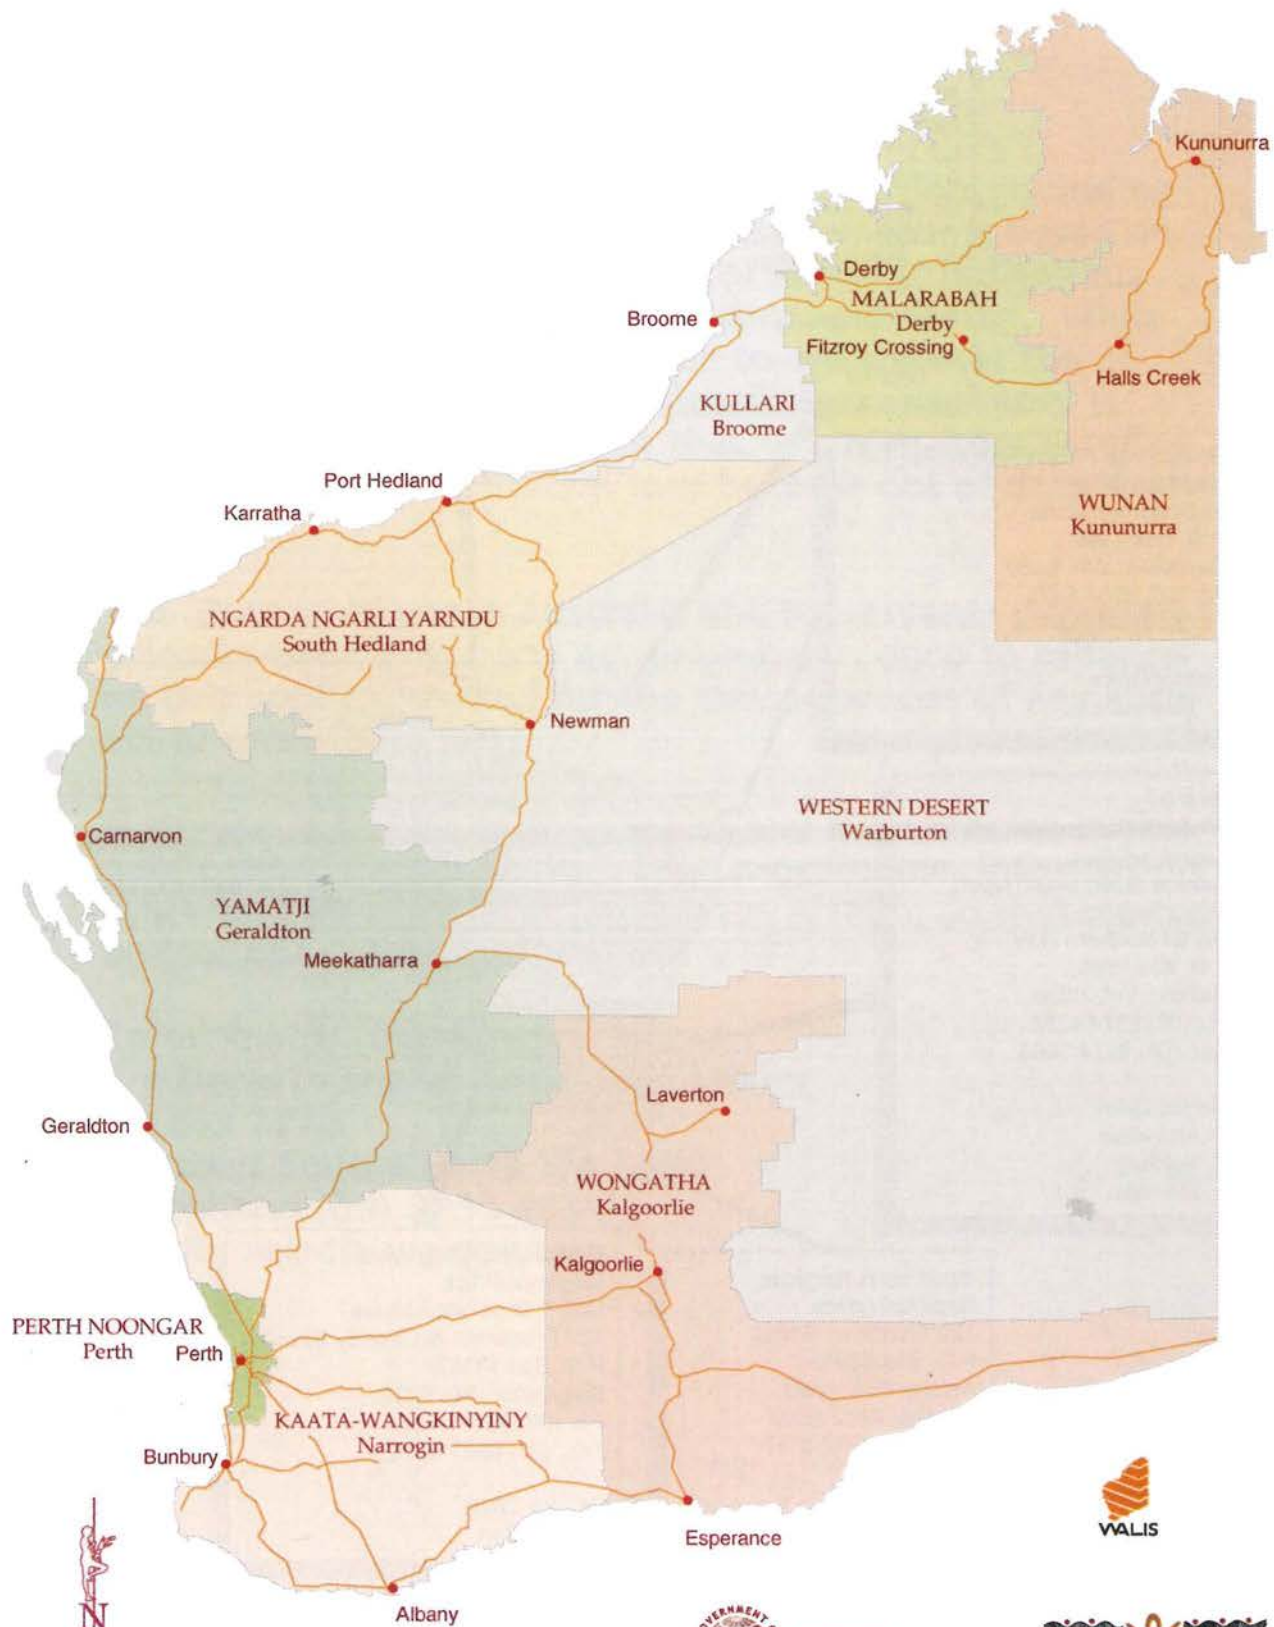 Kununurra
Derby
MALARABAH
Derby
Broome
Fitzroy Crossing
Halls Creek
KULLARI
Broome
Port Hedland
WUNAN
Kununurra
Karratha
NGARDA NGARLI YARNDU
South Hedland
Newman
WESTERN DESERT
Warburton
Carnarvon
YAMATJI
Geraldton
Meekatharra
Laverton
Geraldton
WONGATHA
Kalgoorlie
Kalgoorlie
PERTH NOONGAR
Perth
Perth
KAATA-WANGKINYINY
Narrogin
Bunbury
WALIS
Esperance
N
Albany